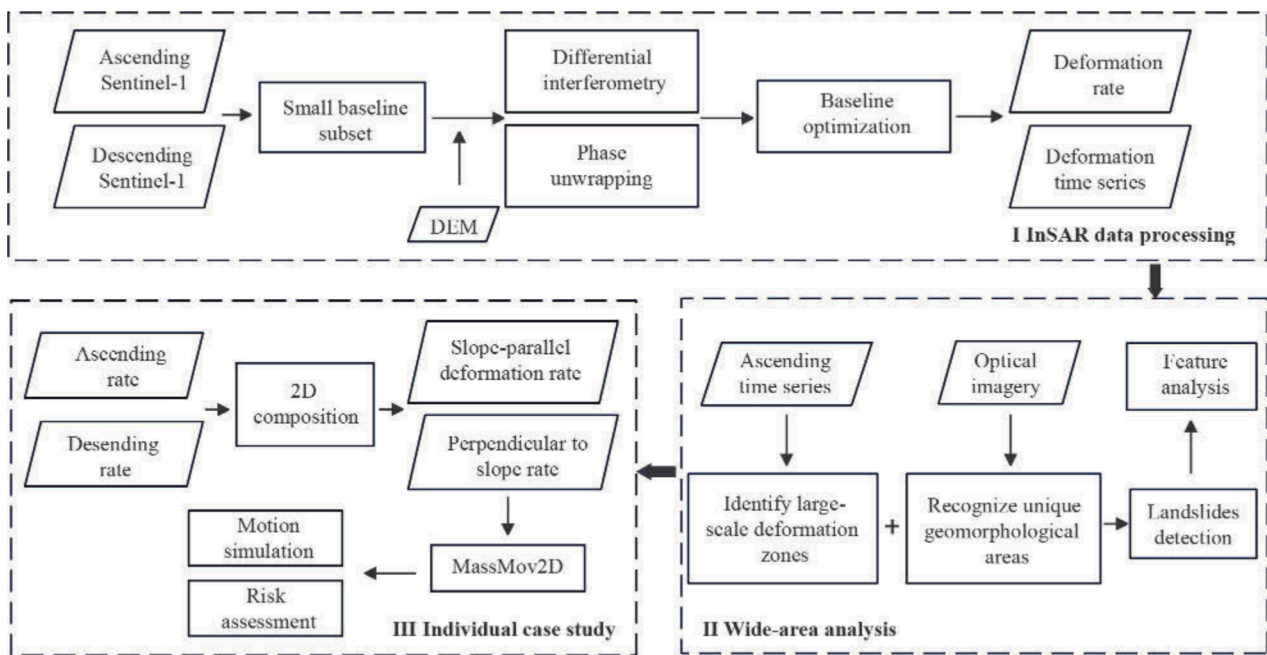 Ascending
Sentinel-1
Descending
Sentinel-1
Small baseline
subset
DEM
Differential
interferometry
Phase
unwrapping
Baseline
optimization
Deformation
rate
Deformation
time series
I InSAR data processing
Ascending
time series
Optical
imagery
Feature
analysis
Identify large-
scale deformation
zones
+
Recognize unique
geomorphological
areas
Landslides
detection
II Wide-area analysis
Ascending
rate
Desending
rate
2D
composition
Slope-parallel
deformation rate
Perpendicular to
slope rate
Motion
simulation
Risk
assessment
MassMov2D
III Individual case study